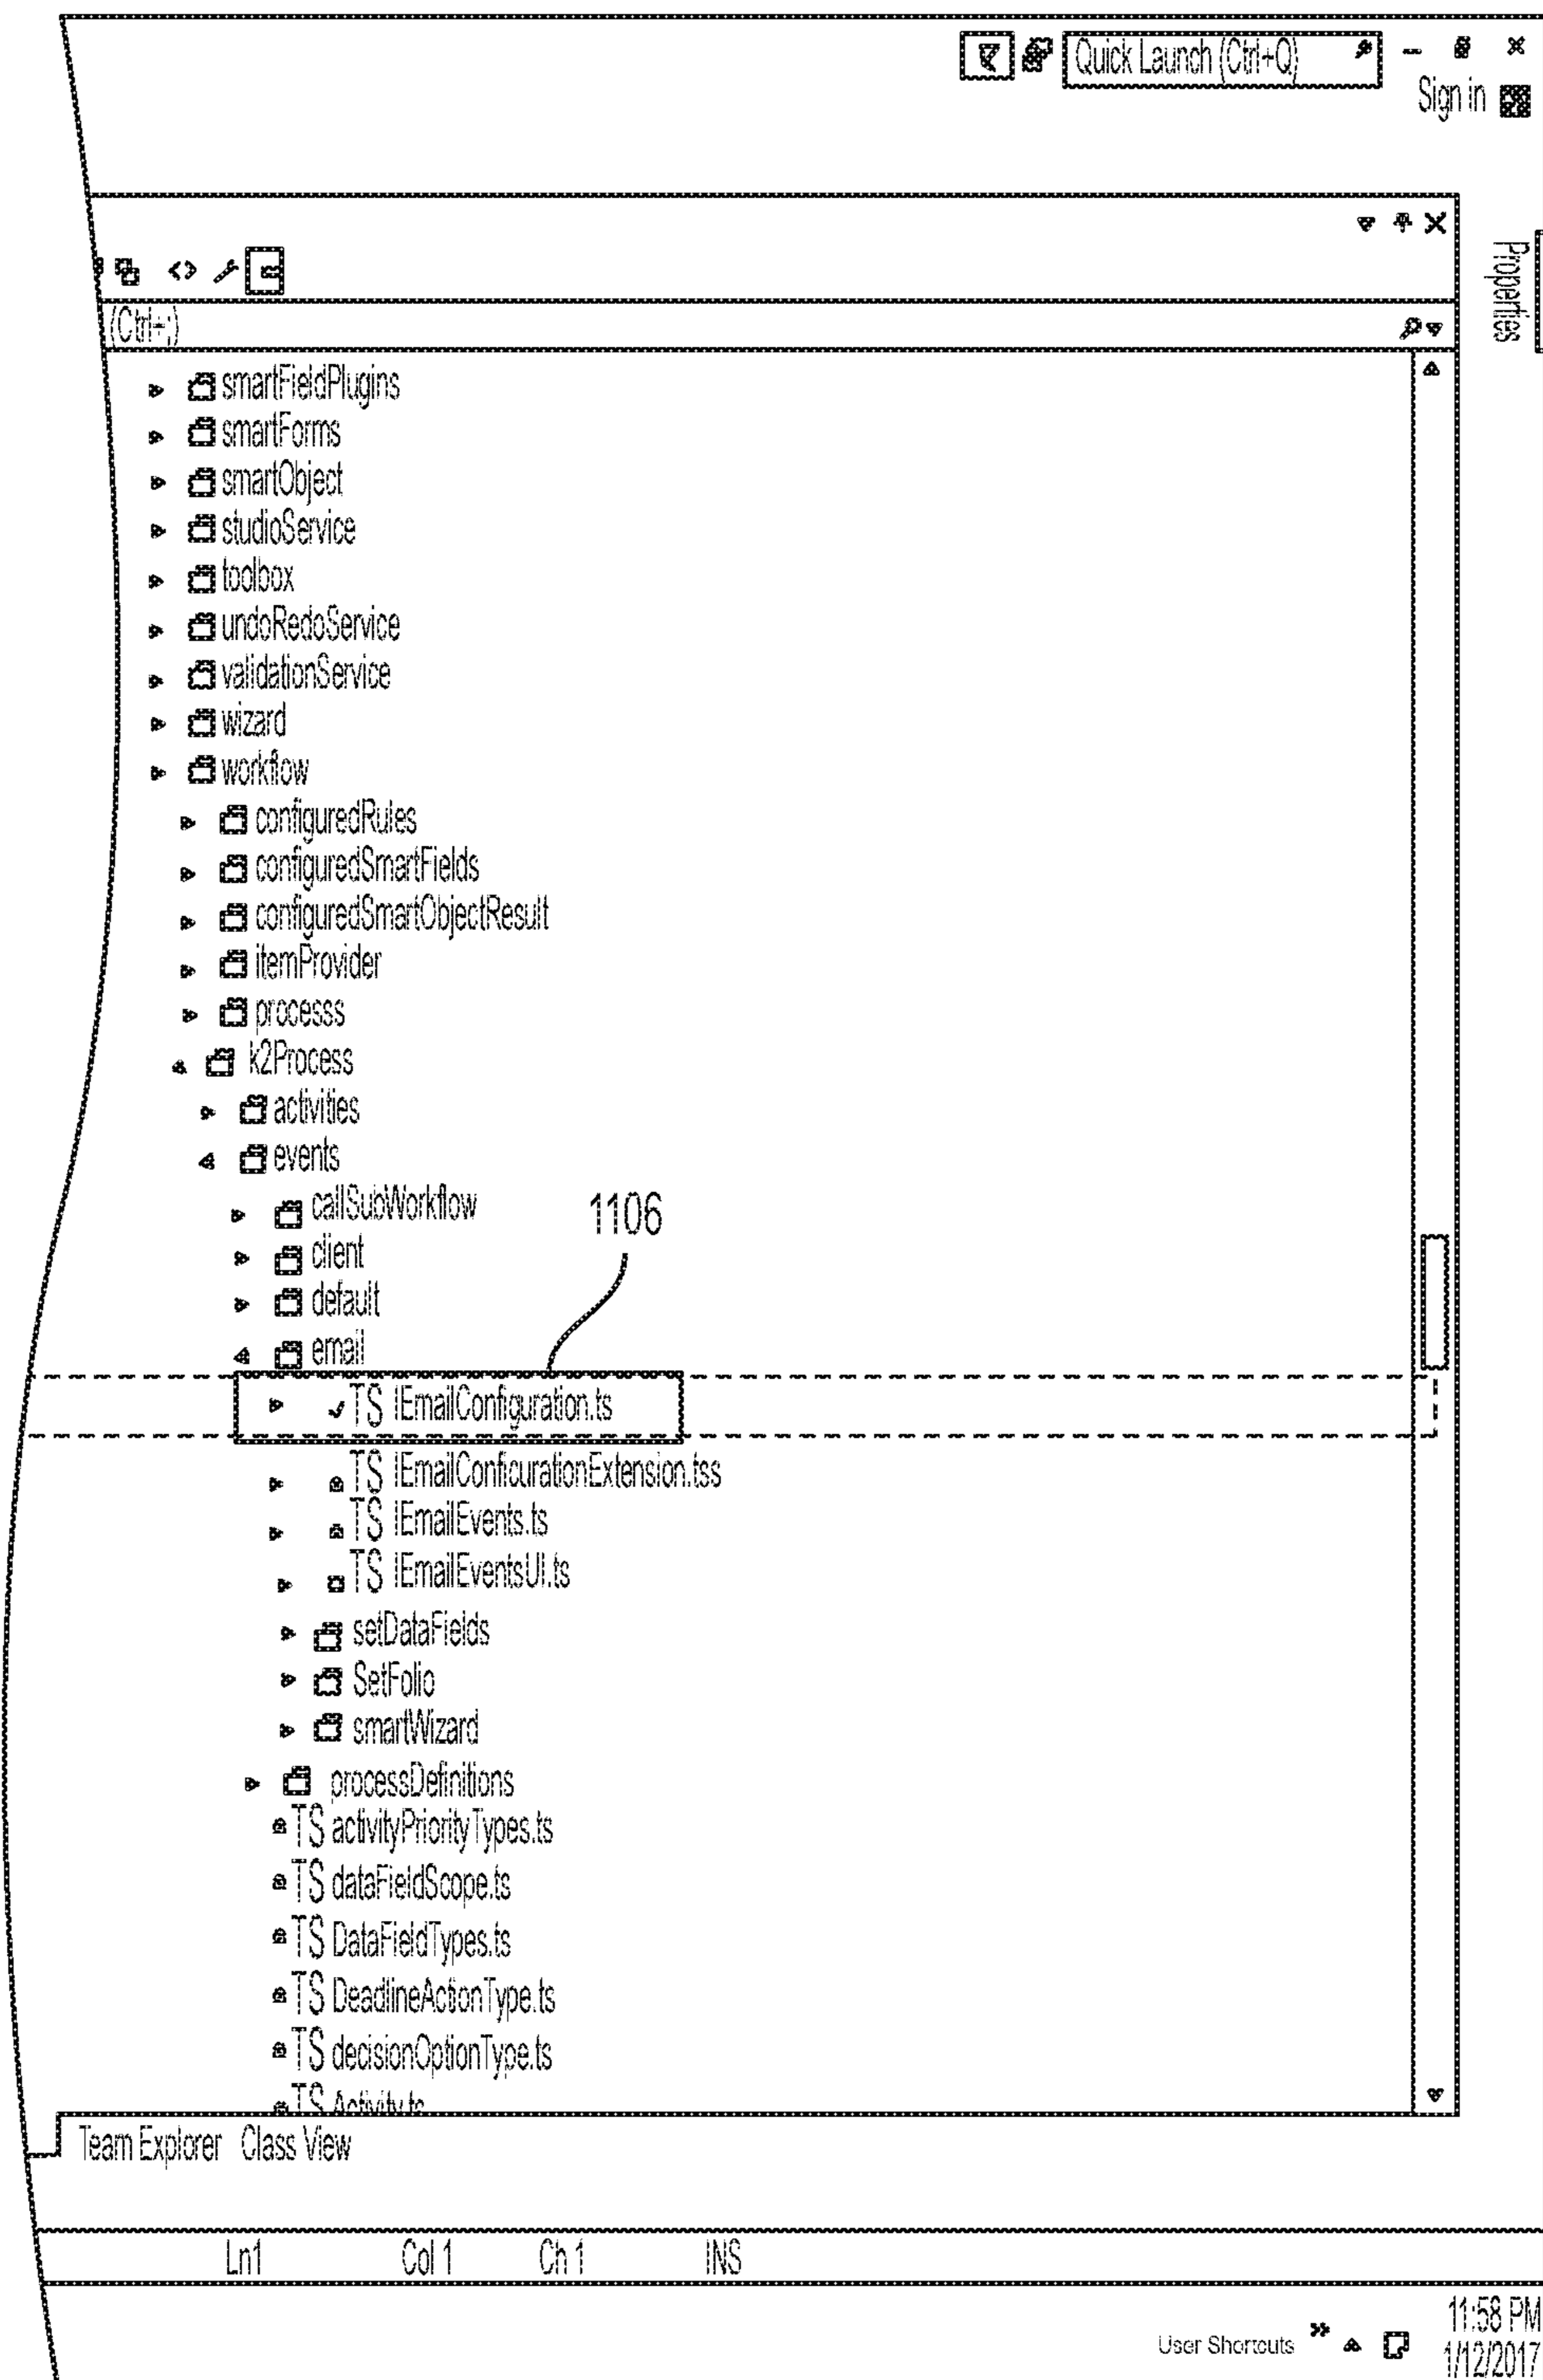 Quick Launch (Ctrl+Q)
Sign in
Properties
(Ctrl+;)
smartFieldPlugins
smartForms
smartObject
studioService
toolbox
undoRedoService
validationService
wizard
workflow
configuredRules
configuredSmartFields
configuredSmartObjectResult
itemProvider
processs
k2Process
activities
events
callSubWorkflow
1106
client
default
email
TS IEmailConfiguration.ts
TS IEmailConficurationExtension.tss
TS IEmailEvents.ts
TS IEmailEventsUI.ts
setDataFields
SetFolio
smartWizard
processDefinitions
TS activityPriorityTypes.ts
TS dataFieldScope.ts
TS DataFieldTypes.ts
TS DeadlineActionType.ts
TS decisionOptionType.ts
TS Activity.ts
Team Explorer Class View
Ln1 Col 1 Ch 1 INS
11:58 PM
User Shortcuts
1/12/2017